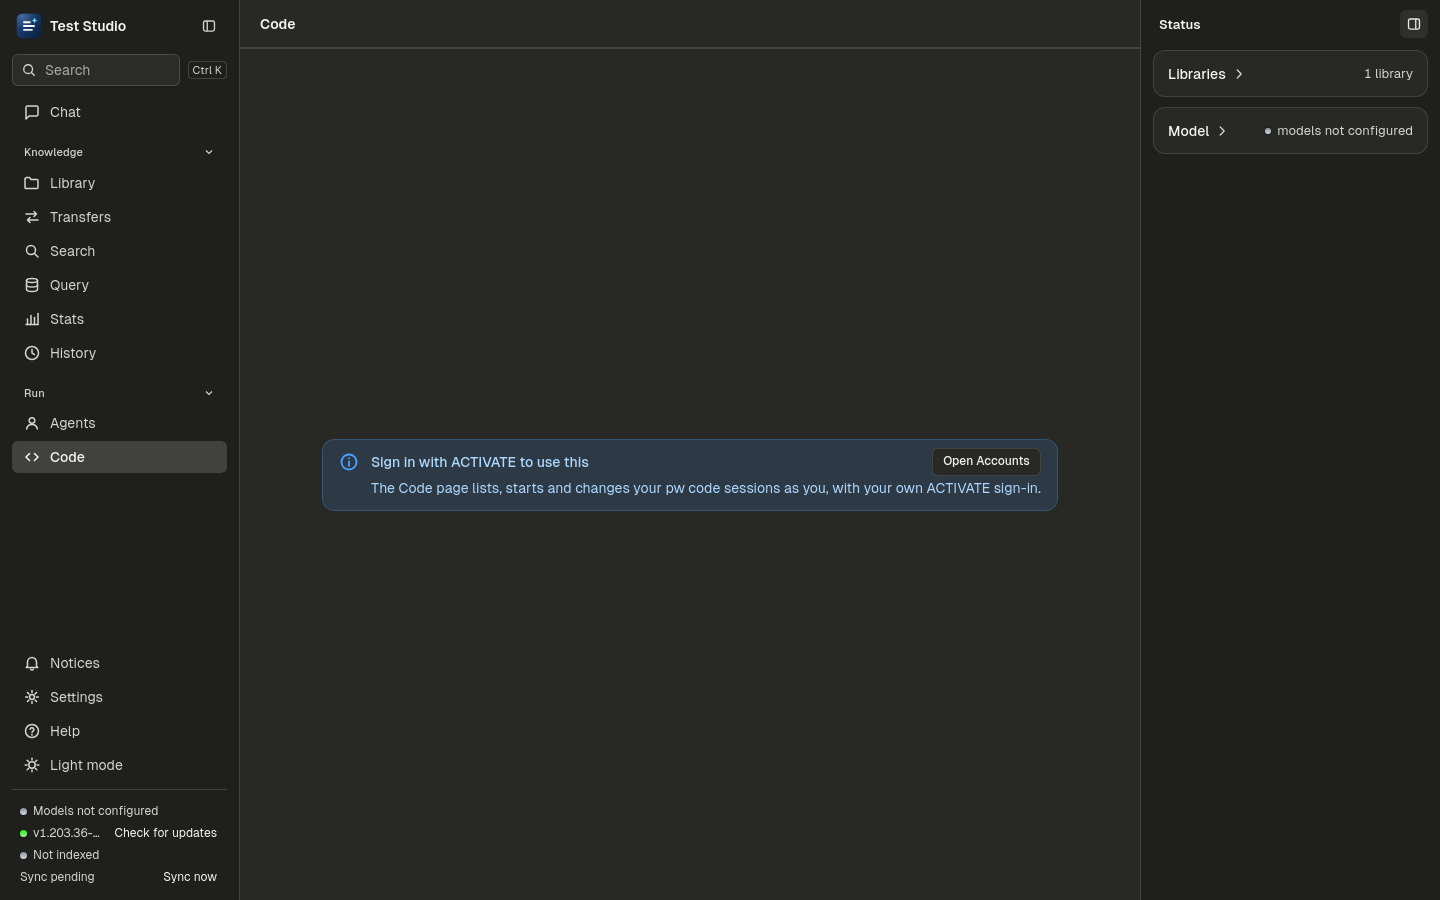 Test Studio
Search
Ctrl K
Chat
Knowledge
Library
Transfers
Search
Query
Stats
History
Run
Agents
Code
Notices
Settings
Help
Light mode
Models not configured
v1.203.36-… Check for updates
Not indexed
Sync pending Sync now
Code
Sign in with ACTIVATE to use this
Open Accounts
The Code page lists, starts and changes your pw code sessions as you, with your own ACTIVATE sign-in.
Status
Libraries 1 library
Model models not configured